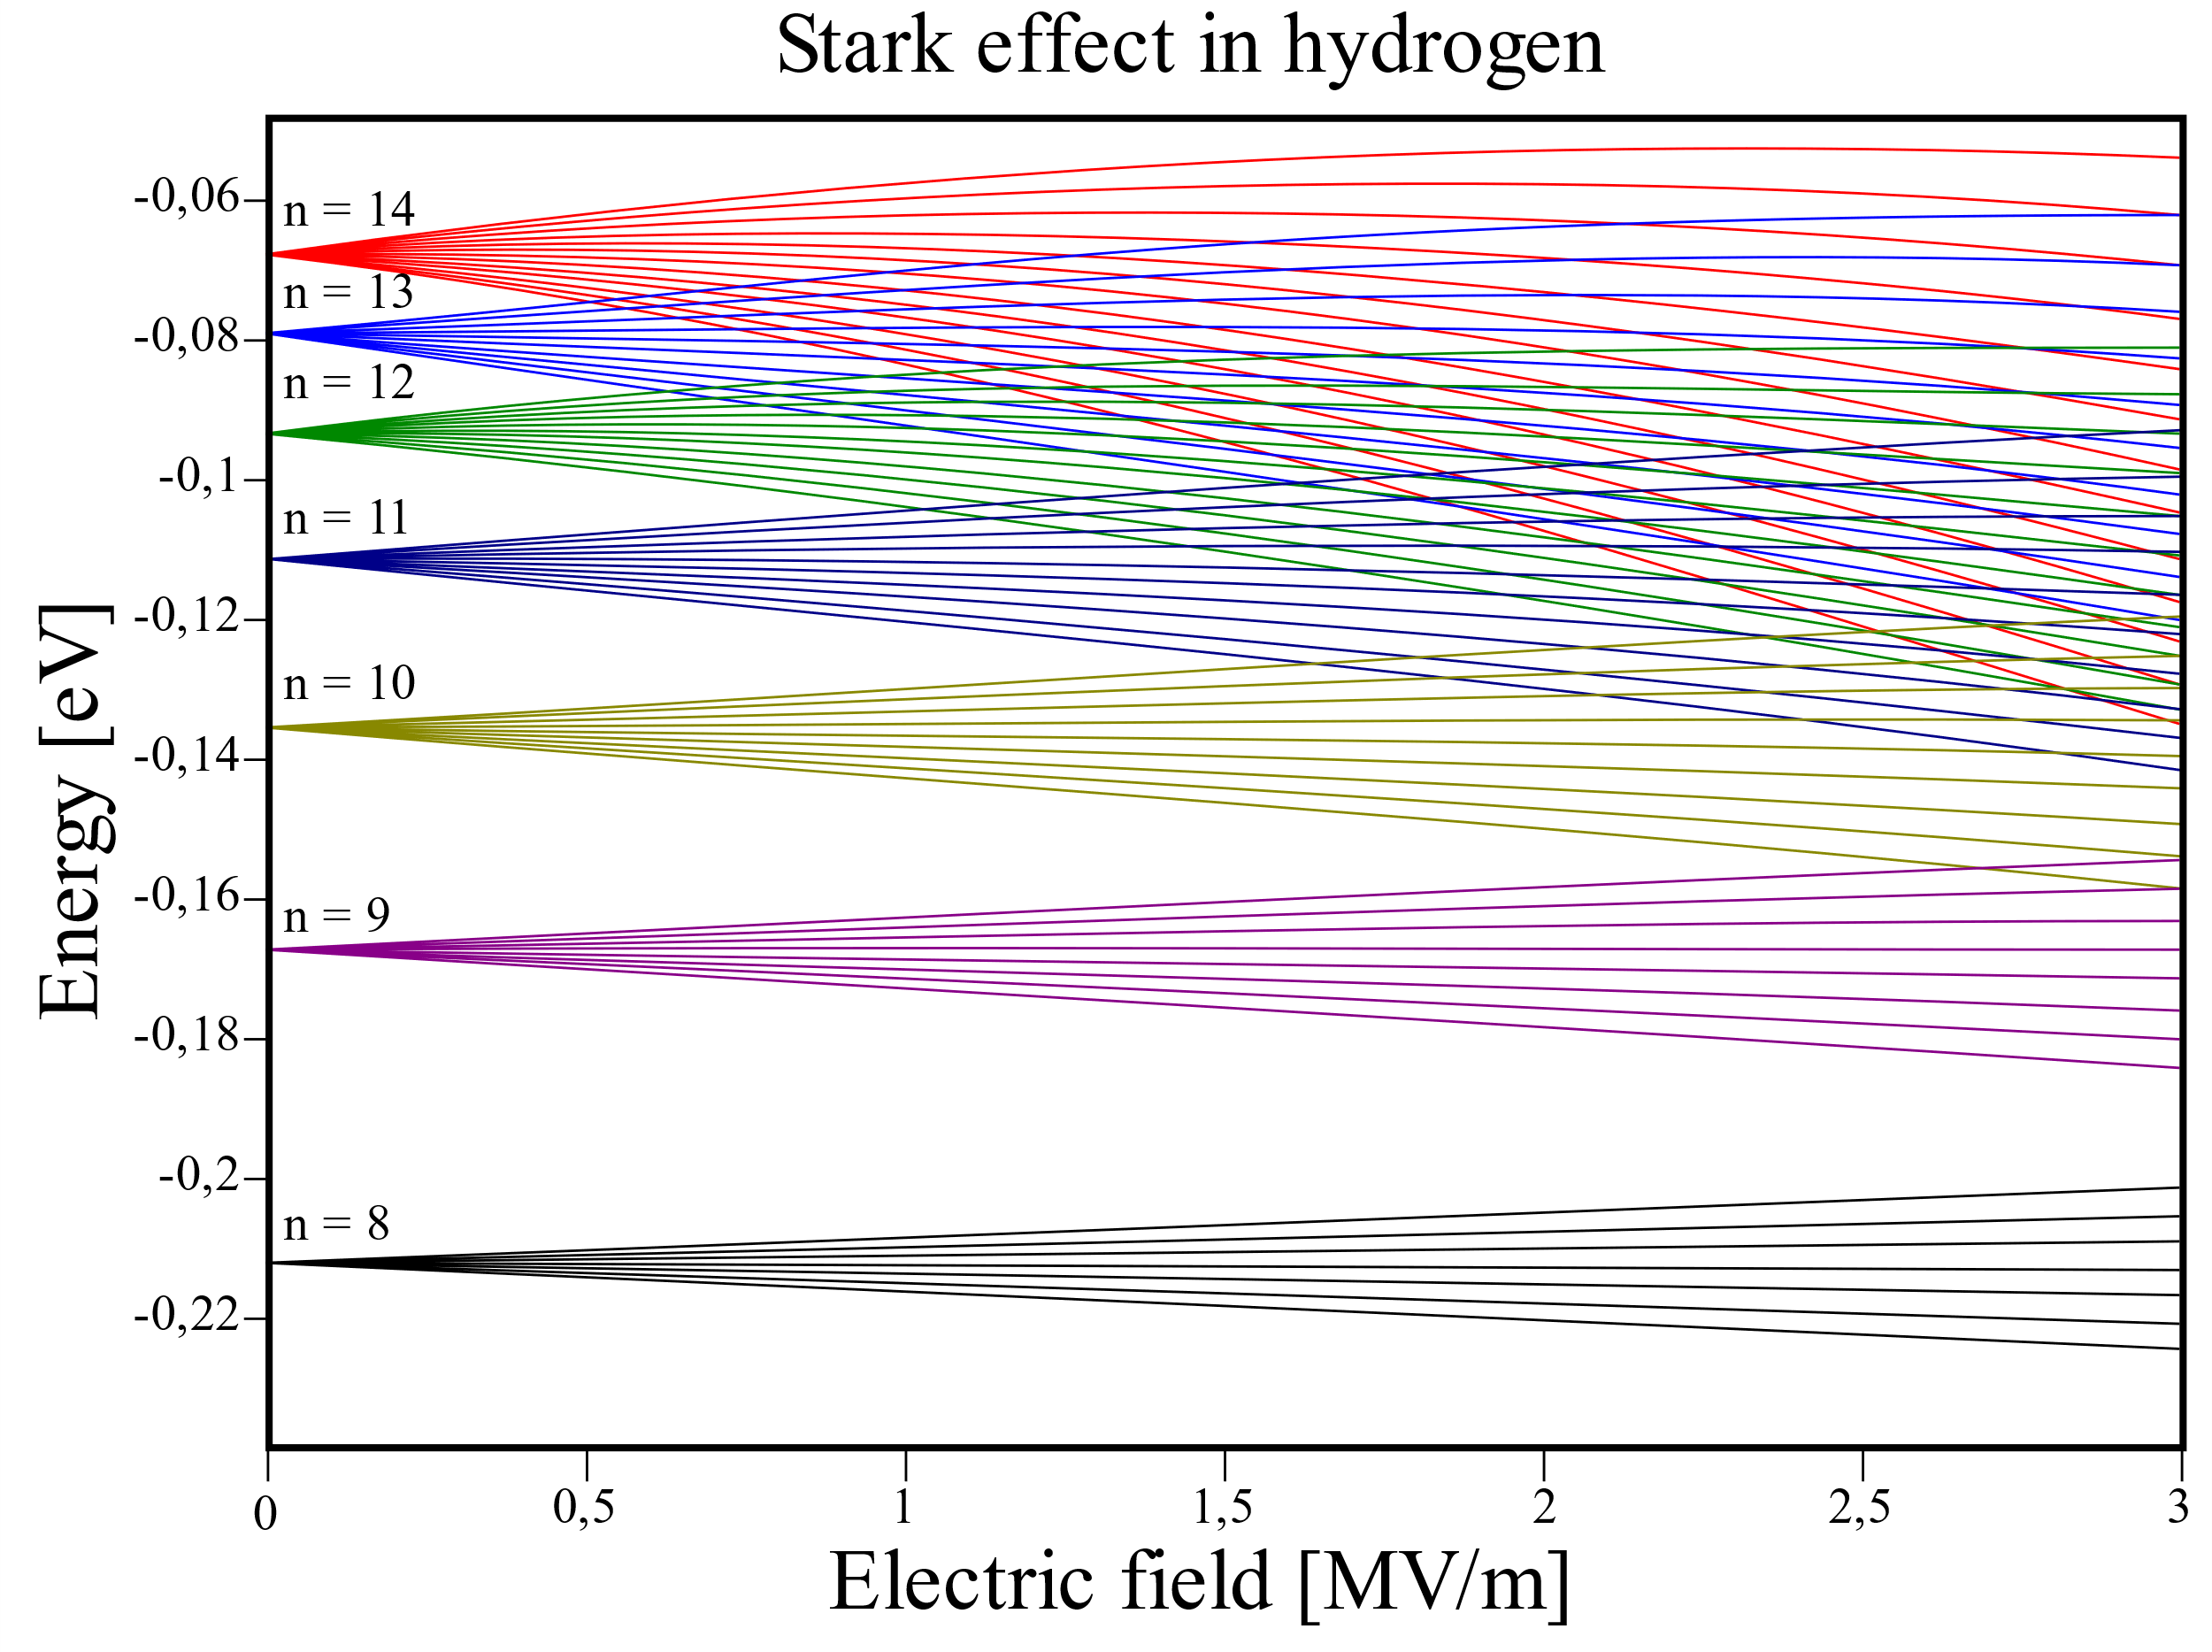 Stark effect in hydrogen
Energy [eV]
-0,06
-0,08
-0,1
-0,12
-0,14
-0,16
-0,18
-0,2
-0,22
n = 14
n = 13
n = 12
n = 11
n = 10
n = 9
n = 8
0 0,5 1 1,5 2 2,5 3
Electric field [MV/m]